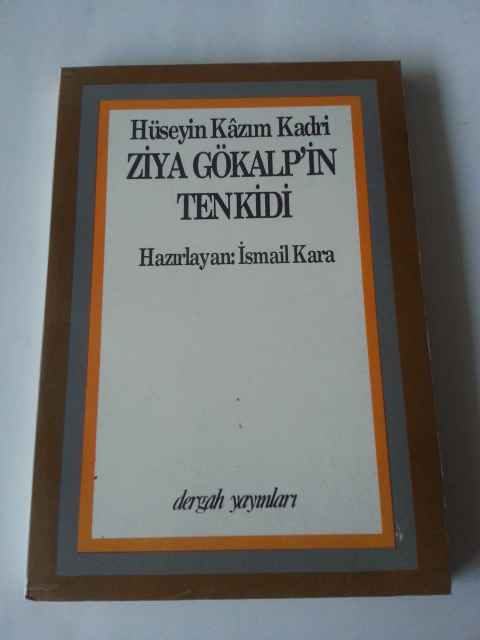 Hüseyin Kâzım Kadri
ZİYA GÖKALP'İN
TENKİDİ
Hazırlayan: İsmail Kara
dergah yayınları